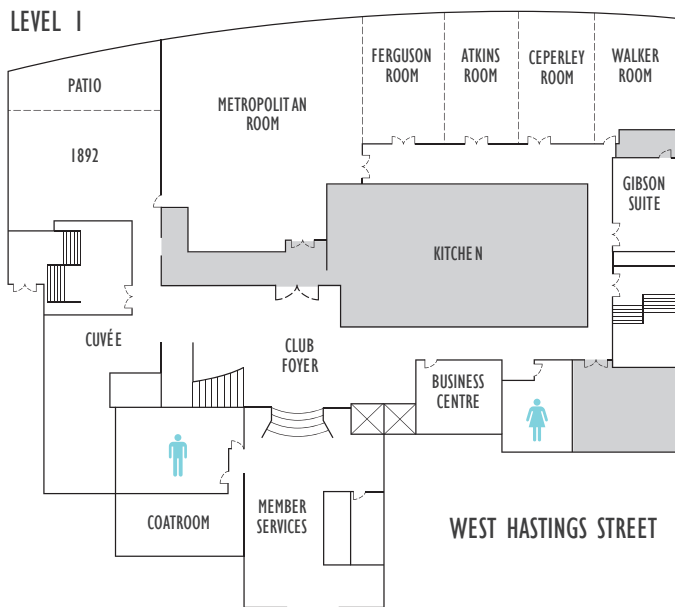 LEVEL 1
PATIO
METROPOLITAN
ROOM
FERGUSON
ROOM
ATKINS
ROOM
CEPERLEY
ROOM
WALKER
ROOM
1892
GIBSON
SUITE
KITCHEN
CUVÉE
CLUB
FOYER
BUSINESS
CENTRE
COATROOM
MEMBER
SERVICES
WEST HASTINGS STREET